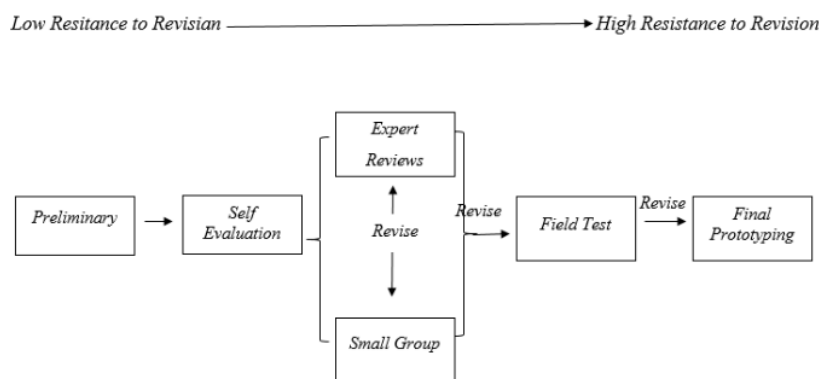 Low Resitance to Revisian
High Resistance to Revision
Expert
Reviews
Preliminary
Self
Evaluation
Revise
Revise
Field Test
Revise
Final
Prototyping
Small Group